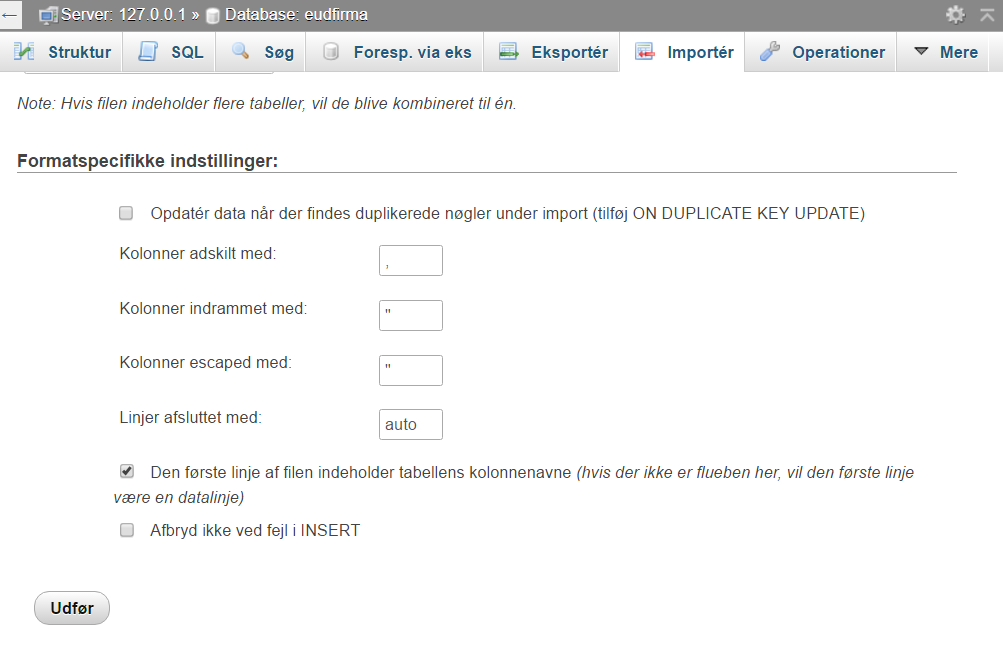 ← Server: 127.0.0.1 » Database: eudfirma
Struktur SQL Søg Foresp. via eks Eksportér Importér Operationer Mere
Note: Hvis filen indeholder flere tabeller, vil de blive kombineret til én.
Formatspecifikke indstillinger:
Opdatér data når der findes duplikerede nøgler under import (tilføj ON DUPLICATE KEY UPDATE)
Kolonner adskilt med: ,
Kolonner indrammet med: "
Kolonner escaped med: "
Linjer afsluttet med: auto
Den første linje af filen indeholder tabellens kolonnenavne (hvis der ikke er flueben her, vil den første linje
være en datalinje)
Afbryd ikke ved fejl i INSERT
Udfør